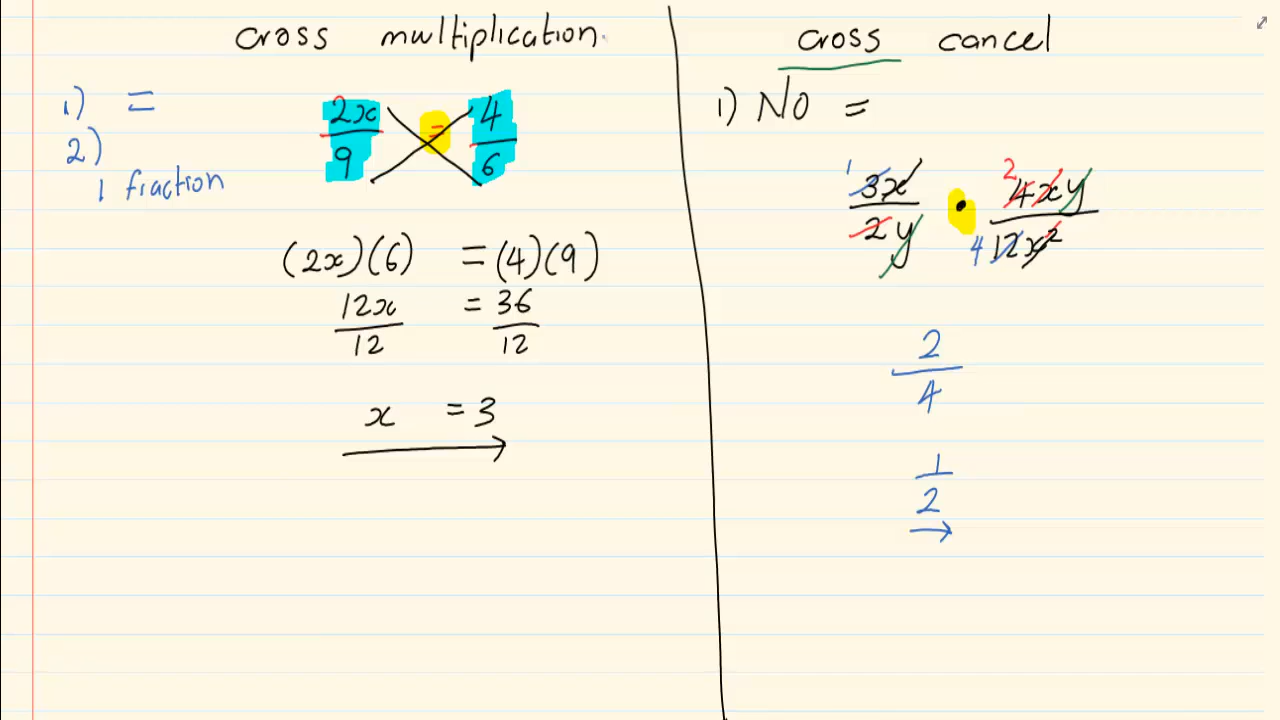 cross multiplication
1) =
2)
1 fraction
2x/9 = 4/6
(2x)(6) = (4)(9)
12x/12 = 36/12
x = 3
cross cancel
1) NO =
1 3x/2y • 2 4xy/4 12x²
2/4
1/2